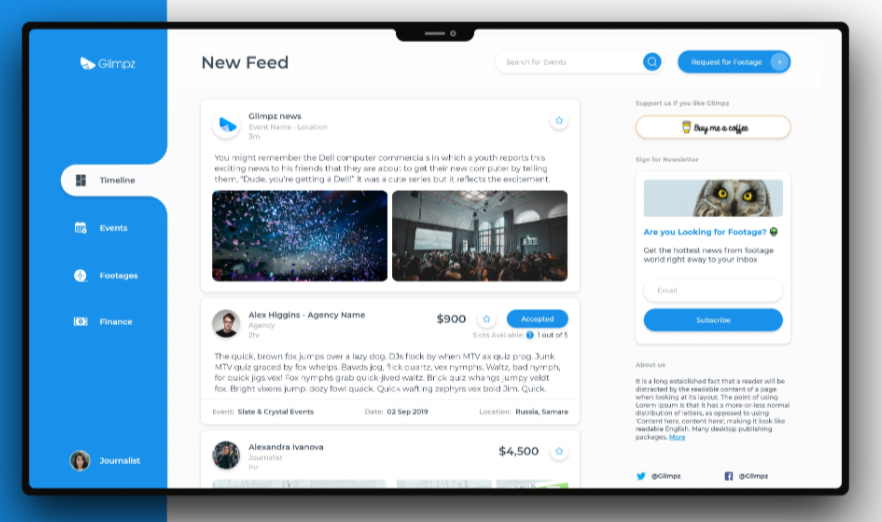 Glimpz
New Feed
Search for Events
Request for Footage
Timeline
Events
Footages
Finance
Journalist
Glimpz news
Event Name - Location
3m
You might remember the Dell computer commercials in which a youth reports this
exciting news to his friends that they are about to get their new computer by telling
them, "Dude, you're getting a Dell!" It was a cute series but it reflects the excitement.
Alex Higgins - Agency Name
Agency
2hr
$900
Accepted
Slots Available: 1 out of 5
The quick, brown fox jumps over a lazy dog. DJs flock by when MTV ax quiz prog. Junk
MTV quiz graced by fox whelps. Bawds jog, flick quartz, vex nymphs. Waltz, bad nymph,
for quick jigs vex! Fox nymphs grab quick-jived waltz. Brick quiz whangs jumpy veldt
fox. Bright vixens jump; dozy fowl quack. Quick wafting zephyrs vex bold Jim. Quick.
Event: Slate & Crystal Events
Date: 02 Sep 2019
Location: Russia, Samara
Alexandra Ivanova
Journalist
1hr
$4,500
Support us if you like Glimpz
Buy me a coffee
Sign for Newsletter
Are you Looking for Footage?
Get the hottest news from footage
world right away to your inbox
Email
Subscribe
About us
It is a long established fact that a reader will be
distracted by the readable content of a page
when looking at its layout. The point of using
Lorem Ipsum is that it has a more-or-less normal
distribution of letters, as opposed to using
'Content here, content here', making it look like
readable English. Many desktop publishing
packages. More
@Glimpz
@Glimpz